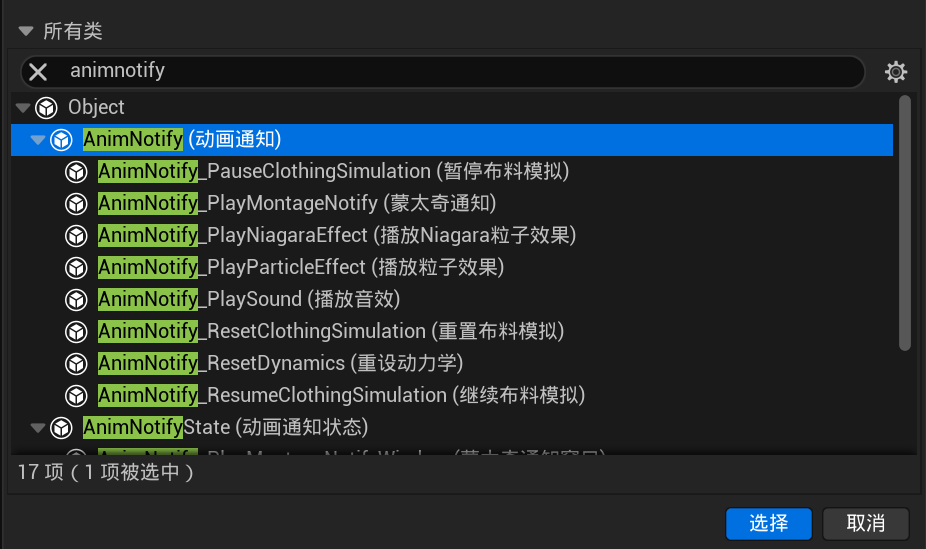 所有类
animnotify
Object
AnimNotify (动画通知)
AnimNotify_PauseClothingSimulation (暂停布料模拟)
AnimNotify_PlayMontageNotify (蒙太奇通知)
AnimNotify_PlayNiagaraEffect (播放Niagara粒子效果)
AnimNotify_PlayParticleEffect (播放粒子效果)
AnimNotify_PlaySound (播放音效)
AnimNotify_ResetClothingSimulation (重置布料模拟)
AnimNotify_ResetDynamics (重设动力学)
AnimNotify_ResumeClothingSimulation (继续布料模拟)
AnimNotifyState (动画通知状态)
17 项（1 项被选中）
选择 取消